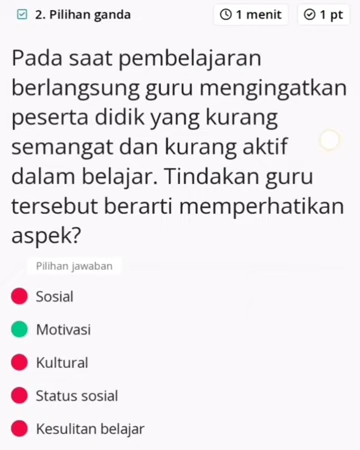 2. Pilihan ganda
1 menit
1 pt
Pada saat pembelajaran
berlangsung guru mengingatkan
peserta didik yang kurang
semangat dan kurang aktif
dalam belajar. Tindakan guru
tersebut berarti memperhatikan
aspek?
Pilihan jawaban
Sosial
Motivasi
Kultural
Status sosial
Kesulitan belajar